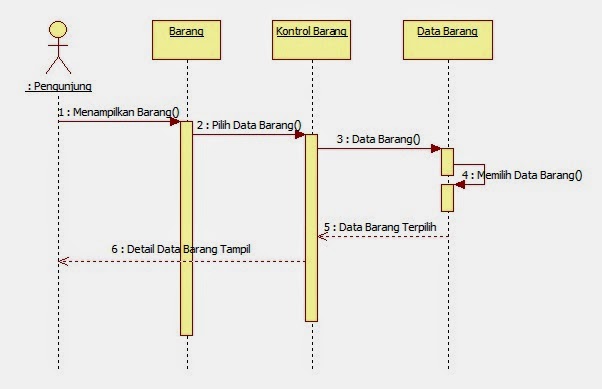 Barang
Kontrol Barang
Data Barang
: Pengunjung
1 : Menampilkan Barang()
2 : Pilih Data Barang()
3 : Data Barang()
4 : Memilih Data Barang()
5 : Data Barang Terpilih
6 : Detail Data Barang Tampil